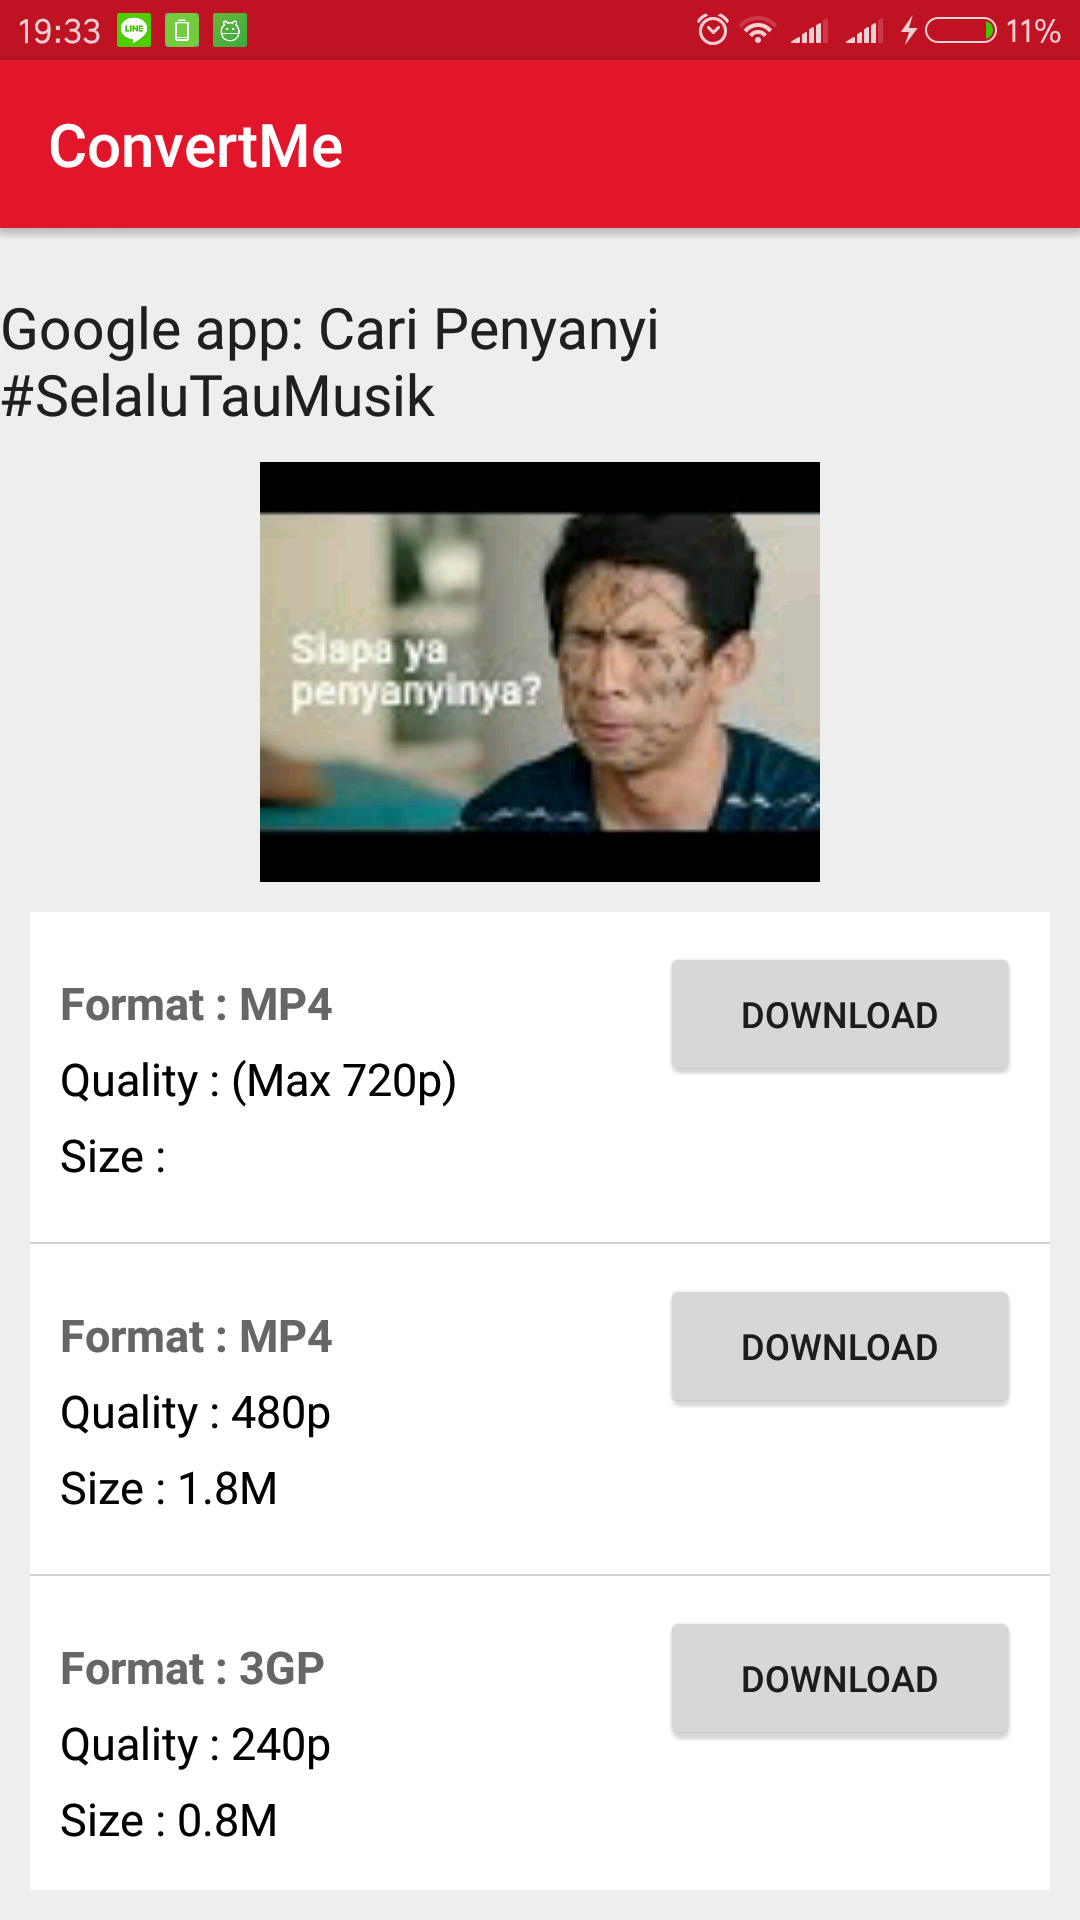 19:33
LINE
11%
ConvertMe
Google app: Cari Penyanyi
#SelaluTauMusik
Siapa ya
penyanyinya?
Format : MP4
DOWNLOAD
Quality : (Max 720p)
Size :
Format : MP4
DOWNLOAD
Quality : 480p
Size : 1.8M
Format : 3GP
DOWNLOAD
Quality : 240p
Size : 0.8M